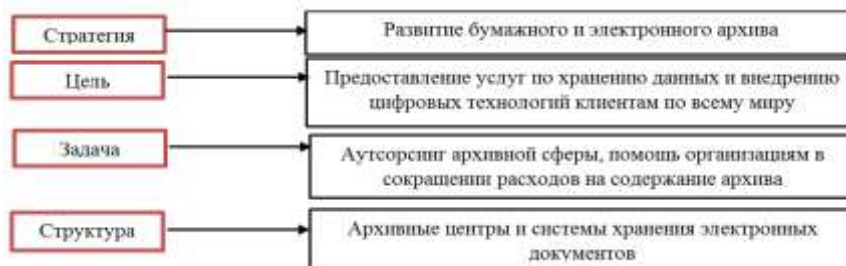 Стратегия
Развитие бумажного и электронного архива
Цель
Предоставление услуг по хранению данных и внедрению
цифровых технологий клиентам по всему миру
Задача
Аутсорсинг архивной сферы, помощь организациям в
сокращении расходов на содержание архива
Структура
Архивные центры и системы хранения электронных
документов